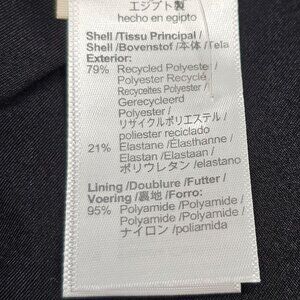 エジプト製
hecho en egipto
Shell /Tissu Principal /
Shell /Bovenstof /本体 /Tela
Exterior:
79% Recycled Polyester /
Polyester Recyclé /
Recyceltes Polyester /
Gerecycleerd
Polyester /
リサイクルポリエステル /
poliester reciclado
21% Elastane /Elasthanne /
Elastan /Elastaan /
ポリウレタン /elastano
Lining /Doublure /Futter /
Voering /裏地 /Forro:
95% Polyamide /Polyamide /
Polyamid /Polyamide /
ナイロン /poliamida